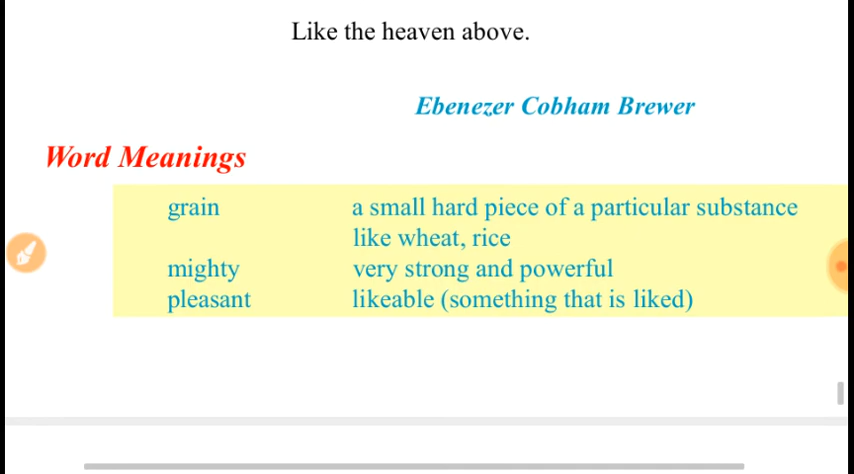 Like the heaven above.
Ebenezer Cobham Brewer
Word Meanings
grain a small hard piece of a particular substance
like wheat, rice
mighty very strong and powerful
pleasant likeable (something that is liked)